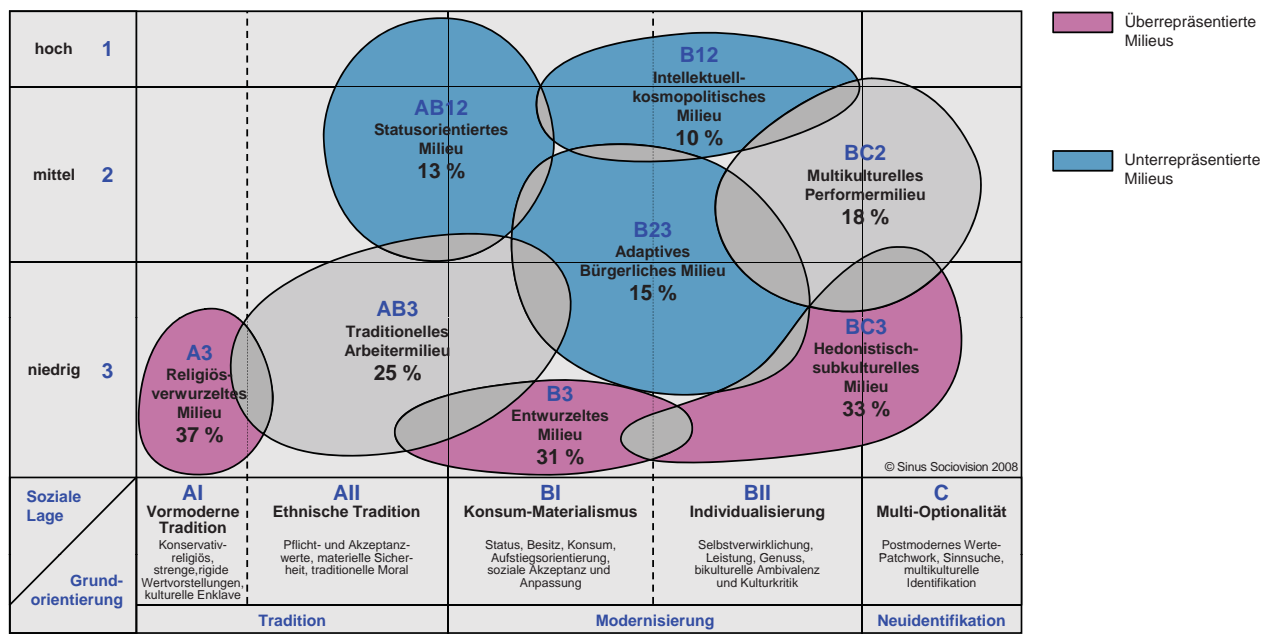 hoch 1
mittel 2
niedrig 3
AB12
Statusorientiertes
Milieu
13 %
B12
Intellektuell-
kosmopolitisches
Milieu
10 %
BC2
Multikulturelles
Performermilieu
18 %
B23
Adaptives
Bürgerliches Milieu
15 %
A3
Religiös-
verwurzeltes
Milieu
37 %
AB3
Traditionelles
Arbeitermilieu
25 %
B3
Entwurzeltes
Milieu
31 %
BC3
Hedonistisch-
subkulturelles
Milieu
33 %
© Sinus Sociovision 2008
Soziale
Lage
Grund-
orientierung
AI
Vormoderne
Tradition
Konservativ-
religiös,
strenge,rigide
Wertvorstellungen,
kulturelle Enklave
AII
Ethnische Tradition
Pflicht- und Akzeptanz-
werte, materielle Sicher-
heit, traditionelle Moral
BI
Konsum-Materialismus
Status, Besitz, Konsum,
Aufstiegsorientierung,
soziale Akzeptanz und
Anpassung
BII
Individualisierung
Selbstverwirklichung,
Leistung, Genuss,
bikulturelle Ambivalenz
und Kulturkritik
C
Multi-Optionalität
Postmodernes Werte-
Patchwork, Sinnsuche,
multikulturelle
Identifikation
Tradition
Modernisierung
Neuidentifikation
Überrepräsentierte
Milieus
Unterrepräsentierte
Milieus